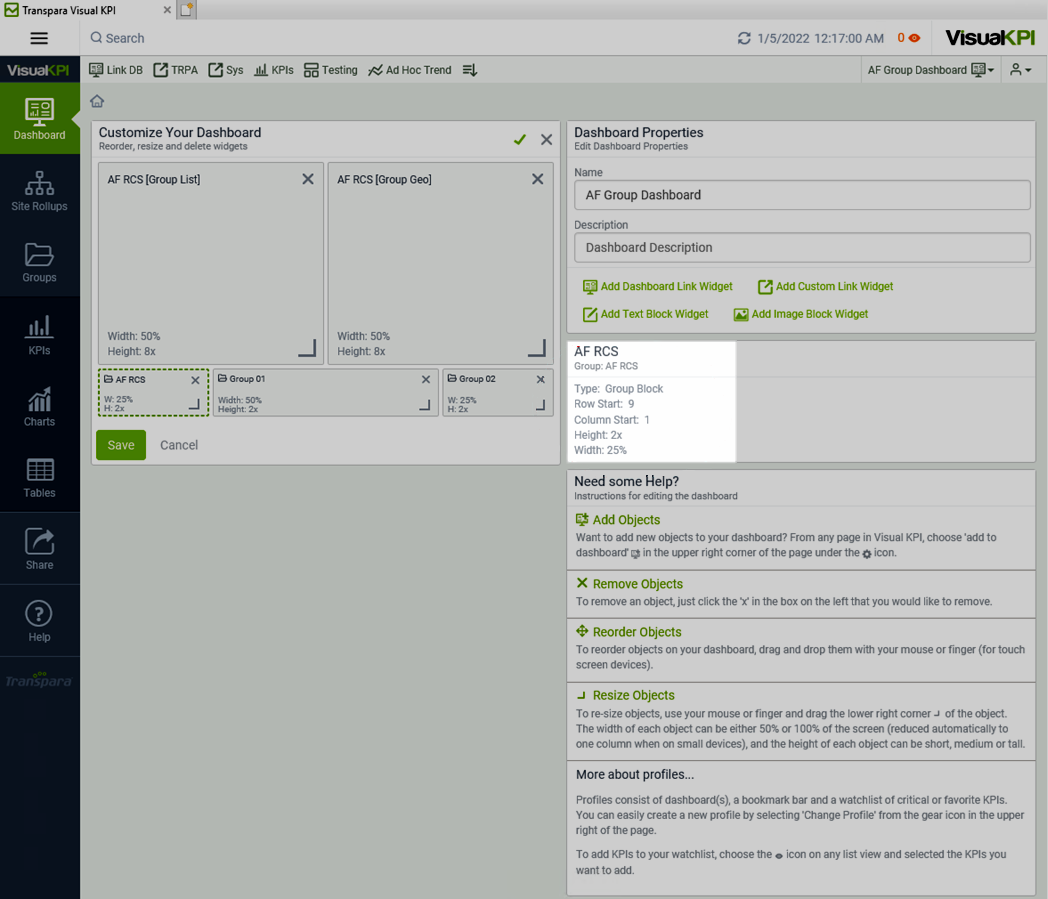 Transpara Visual KPI
Search
1/5/2022 12:17:00 AM
0
VisualKPI
VisualKPI
Link DB
TRPA
Sys
KPIs
Testing
Ad Hoc Trend
AF Group Dashboard
Dashboard
Site Rollups
Groups
KPIs
Charts
Tables
Share
Help
Transpara
Customize Your Dashboard
Reorder, resize and delete widgets
AF RCS [Group List]
Width: 50%
Height: 8x
AF RCS [Group Geo]
Width: 50%
Height: 8x
AF RCS
W: 25%
H: 2x
Group 01
Width: 50%
Height: 2x
Group 02
W: 25%
H: 2x
Save
Cancel
Dashboard Properties
Edit Dashboard Properties
Name
AF Group Dashboard
Description
Dashboard Description
Add Dashboard Link Widget
Add Custom Link Widget
Add Text Block Widget
Add Image Block Widget
AF RCS
Group: AF RCS
Type: Group Block
Row Start: 9
Column Start: 1
Height: 2x
Width: 25%
Need some Help?
Instructions for editing the dashboard
Add Objects
Want to add new objects to your dashboard? From any page in Visual KPI, choose 'add to
dashboard' in the upper right corner of the page under the icon.
Remove Objects
To remove an object, just click the 'x' in the box on the left that you would like to remove.
Reorder Objects
To reorder objects on your dashboard, drag and drop them with your mouse or finger (for touch
screen devices).
Resize Objects
To re-size objects, use your mouse or finger and drag the lower right corner of the object.
The width of each object can be either 50% or 100% of the screen (reduced automatically to
one column when on small devices), and the height of each object can be short, medium or tall.
More about profiles...
Profiles consist of dashboard(s), a bookmark bar and a watchlist of critical or favorite KPIs.
You can easily create a new profile by selecting 'Change Profile' from the gear icon in the upper
right of the page.
To add KPIs to your watchlist, choose the icon on any list view and selected the KPIs you
want to add.